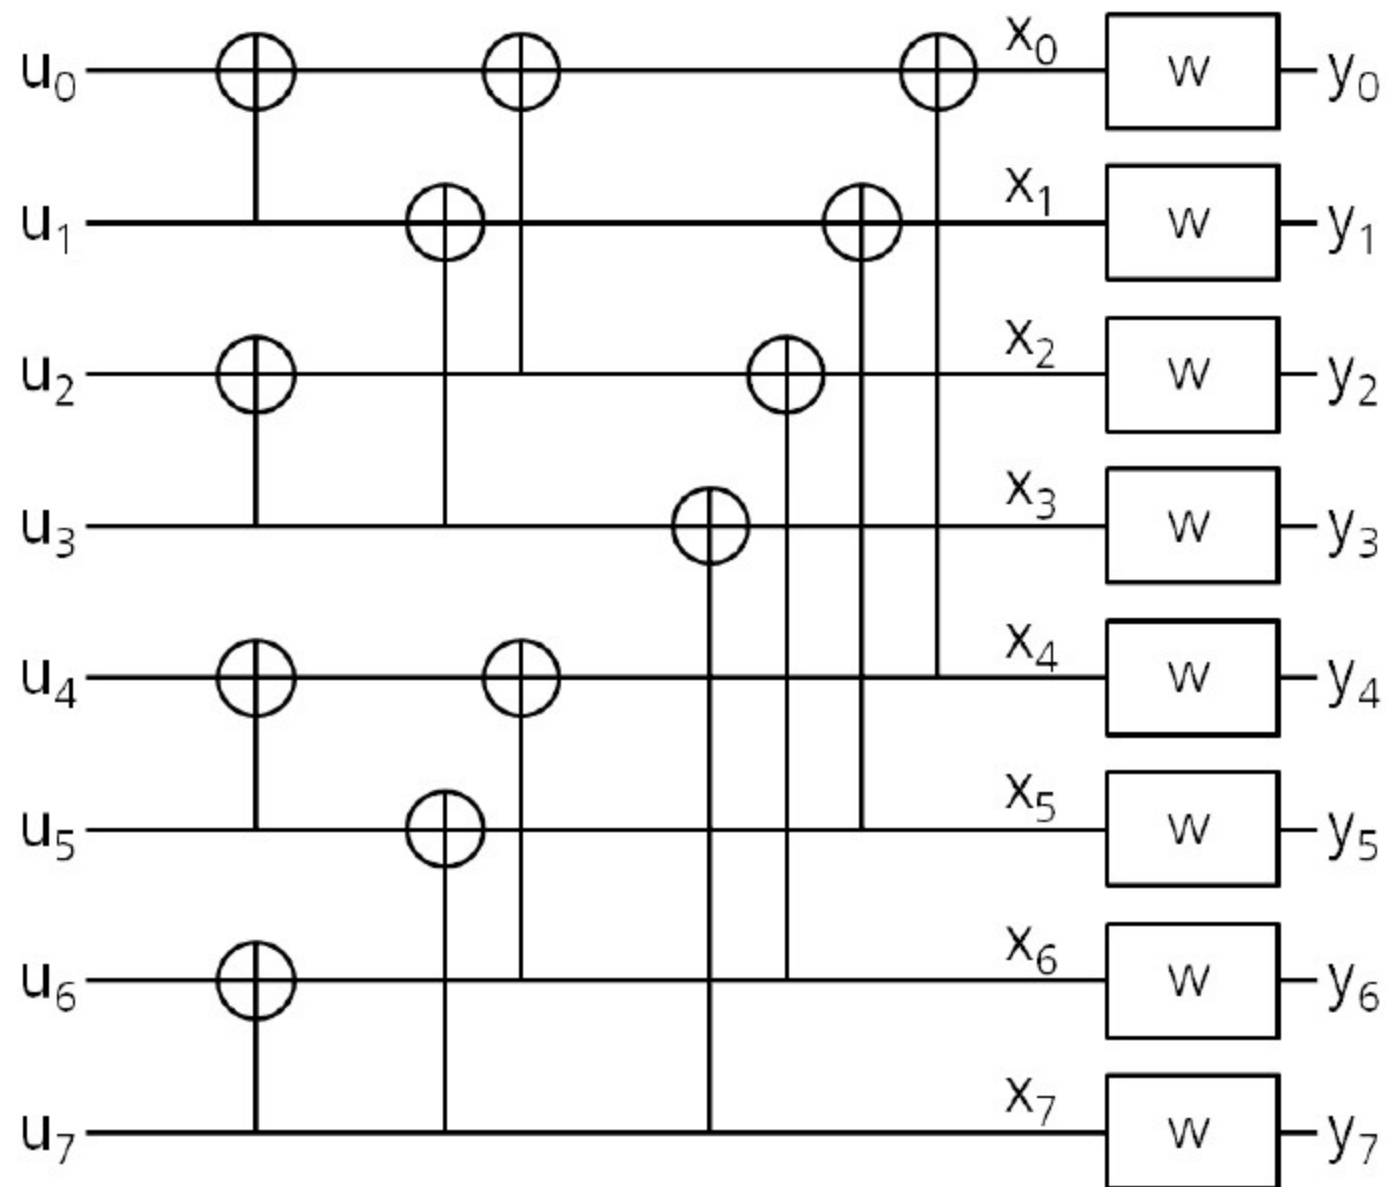 u₀ x₀ W y₀
u₁ x₁ W y₁
u₂ x₂ W y₂
u₃ x₃ W y₃
u₄ x₄ W y₄
u₅ x₅ W y₅
u₆ x₆ W y₆
u₇ x₇ W y₇